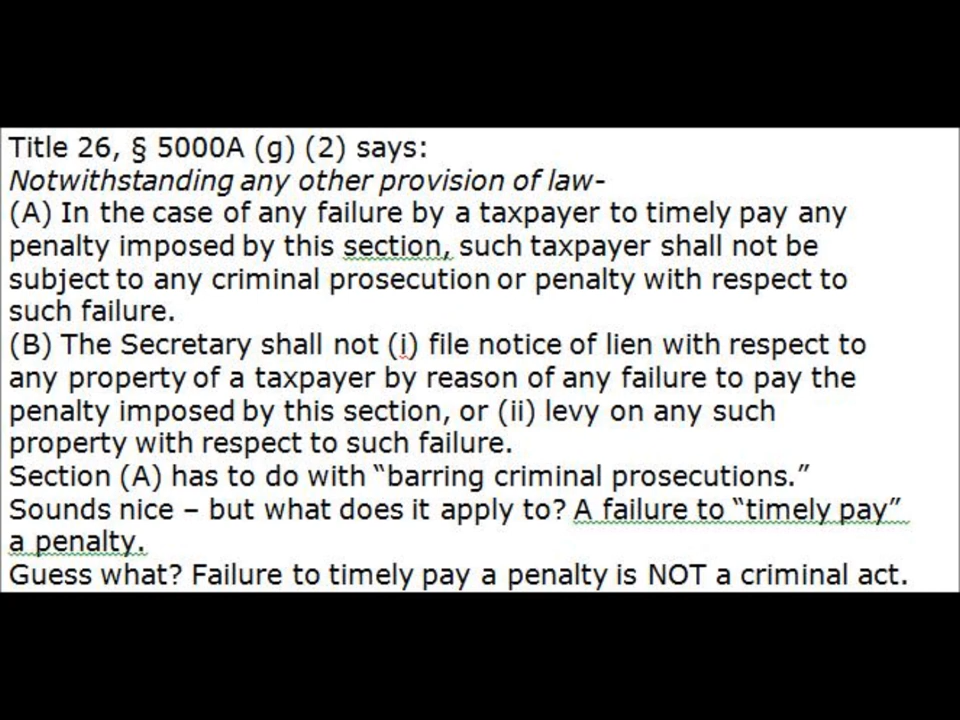 Title 26, § 5000A (g) (2) says:
Notwithstanding any other provision of law-
(A) In the case of any failure by a taxpayer to timely pay any
penalty imposed by this section, such taxpayer shall not be
subject to any criminal prosecution or penalty with respect to
such failure.
(B) The Secretary shall not (i) file notice of lien with respect to
any property of a taxpayer by reason of any failure to pay the
penalty imposed by this section, or (ii) levy on any such
property with respect to such failure.
Section (A) has to do with “barring criminal prosecutions.”
Sounds nice – but what does it apply to? A failure to “timely pay”
a penalty.
Guess what? Failure to timely pay a penalty is NOT a criminal act.